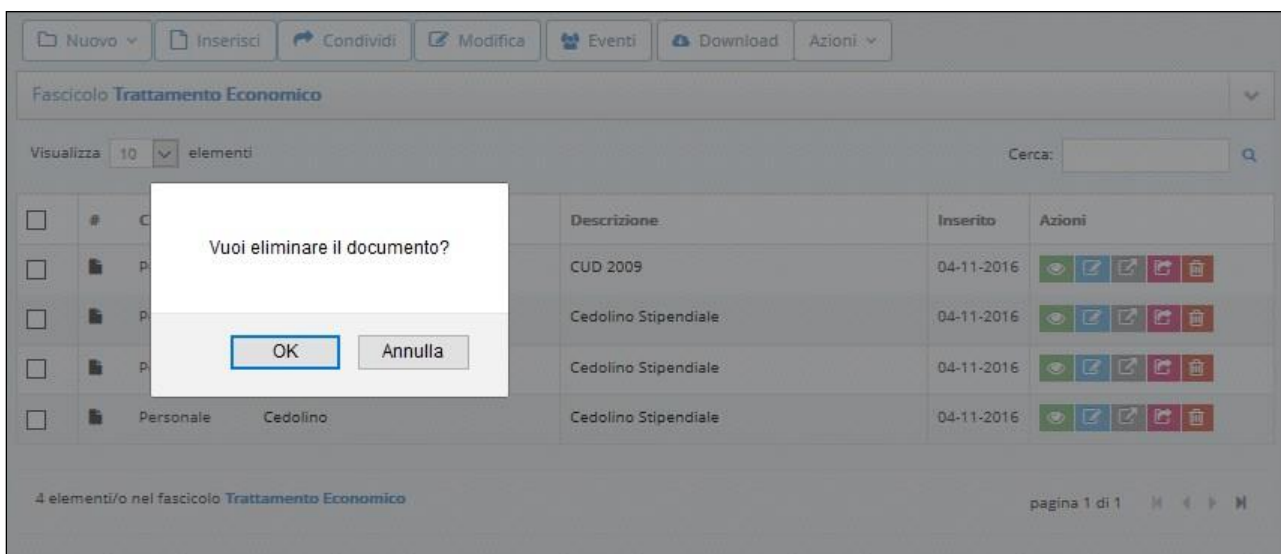 Nuovo Inserisci Condividi Modifica Eventi Download Azioni
Fascicolo Trattamento Economico
Visualizza 10 elementi Cerca:
# C Descrizione Inserito Azioni
Vuoi eliminare il documento?
P CUD 2009 04-11-2016
P Cedolino Stipendiale 04-11-2016
OK Annulla
P Cedolino Stipendiale 04-11-2016
Personale Cedolino Cedolino Stipendiale 04-11-2016
4 elementi/o nel fascicolo Trattamento Economico pagina 1 di 1